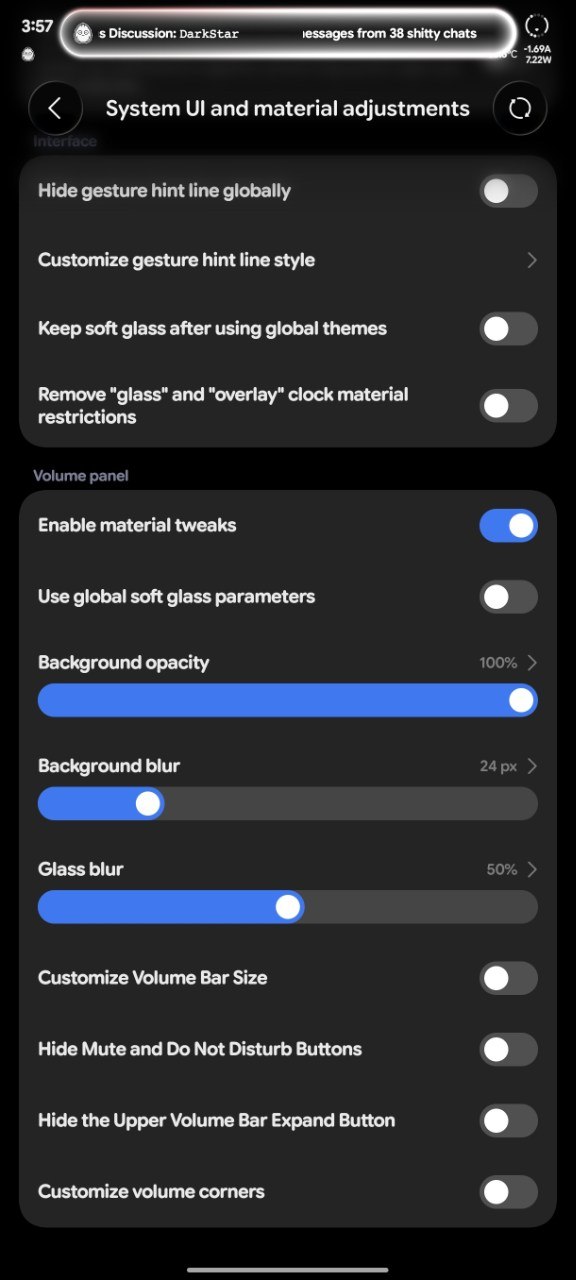 3:57
s Discussion: DarkStar
essages from 38 shitty chats
-1.69A
7.22W
System UI and material adjustments
Interface
Hide gesture hint line globally
Customize gesture hint line style
Keep soft glass after using global themes
Remove "glass" and "overlay" clock material
restrictions
Volume panel
Enable material tweaks
Use global soft glass parameters
Background opacity
100%
Background blur
24 px
Glass blur
50%
Customize Volume Bar Size
Hide Mute and Do Not Disturb Buttons
Hide the Upper Volume Bar Expand Button
Customize volume corners